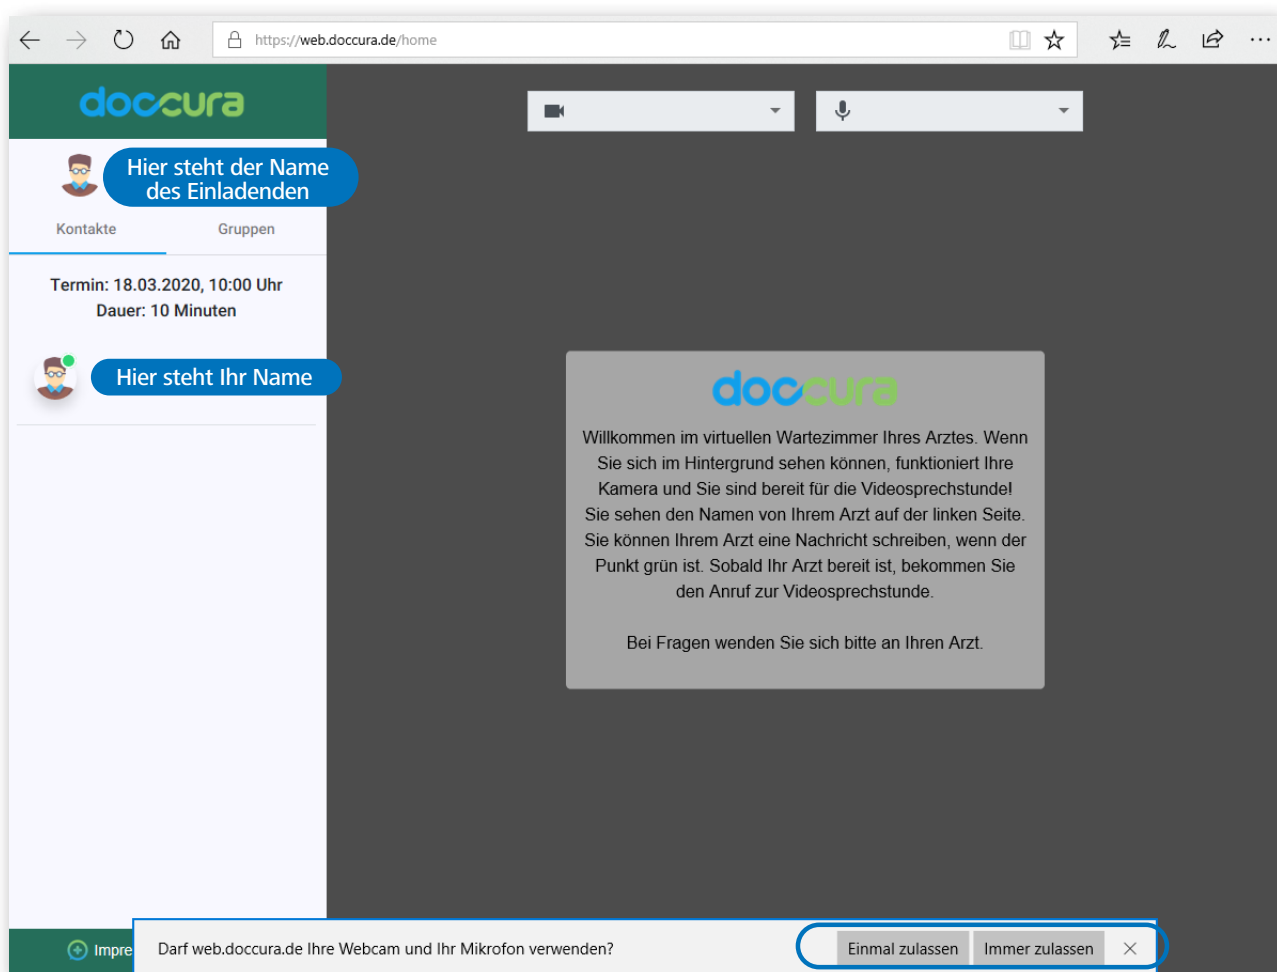 https://web.doccura.de/home
doccura
Hier steht der Name
des Einladenden
Kontakte
Gruppen
Termin: 18.03.2020, 10:00 Uhr
Dauer: 10 Minuten
Hier steht Ihr Name
doccura
Willkommen im virtuellen Wartezimmer Ihres Arztes. Wenn
Sie sich im Hintergrund sehen können, funktioniert Ihre
Kamera und Sie sind bereit für die Videosprechstunde!
Sie sehen den Namen von Ihrem Arzt auf der linken Seite.
Sie können Ihrem Arzt eine Nachricht schreiben, wenn der
Punkt grün ist. Sobald Ihr Arzt bereit ist, bekommen Sie
den Anruf zur Videosprechstunde.
Bei Fragen wenden Sie sich bitte an Ihren Arzt.
Impre
Darf web.doccura.de Ihre Webcam und Ihr Mikrofon verwenden?
Einmal zulassen
Immer zulassen